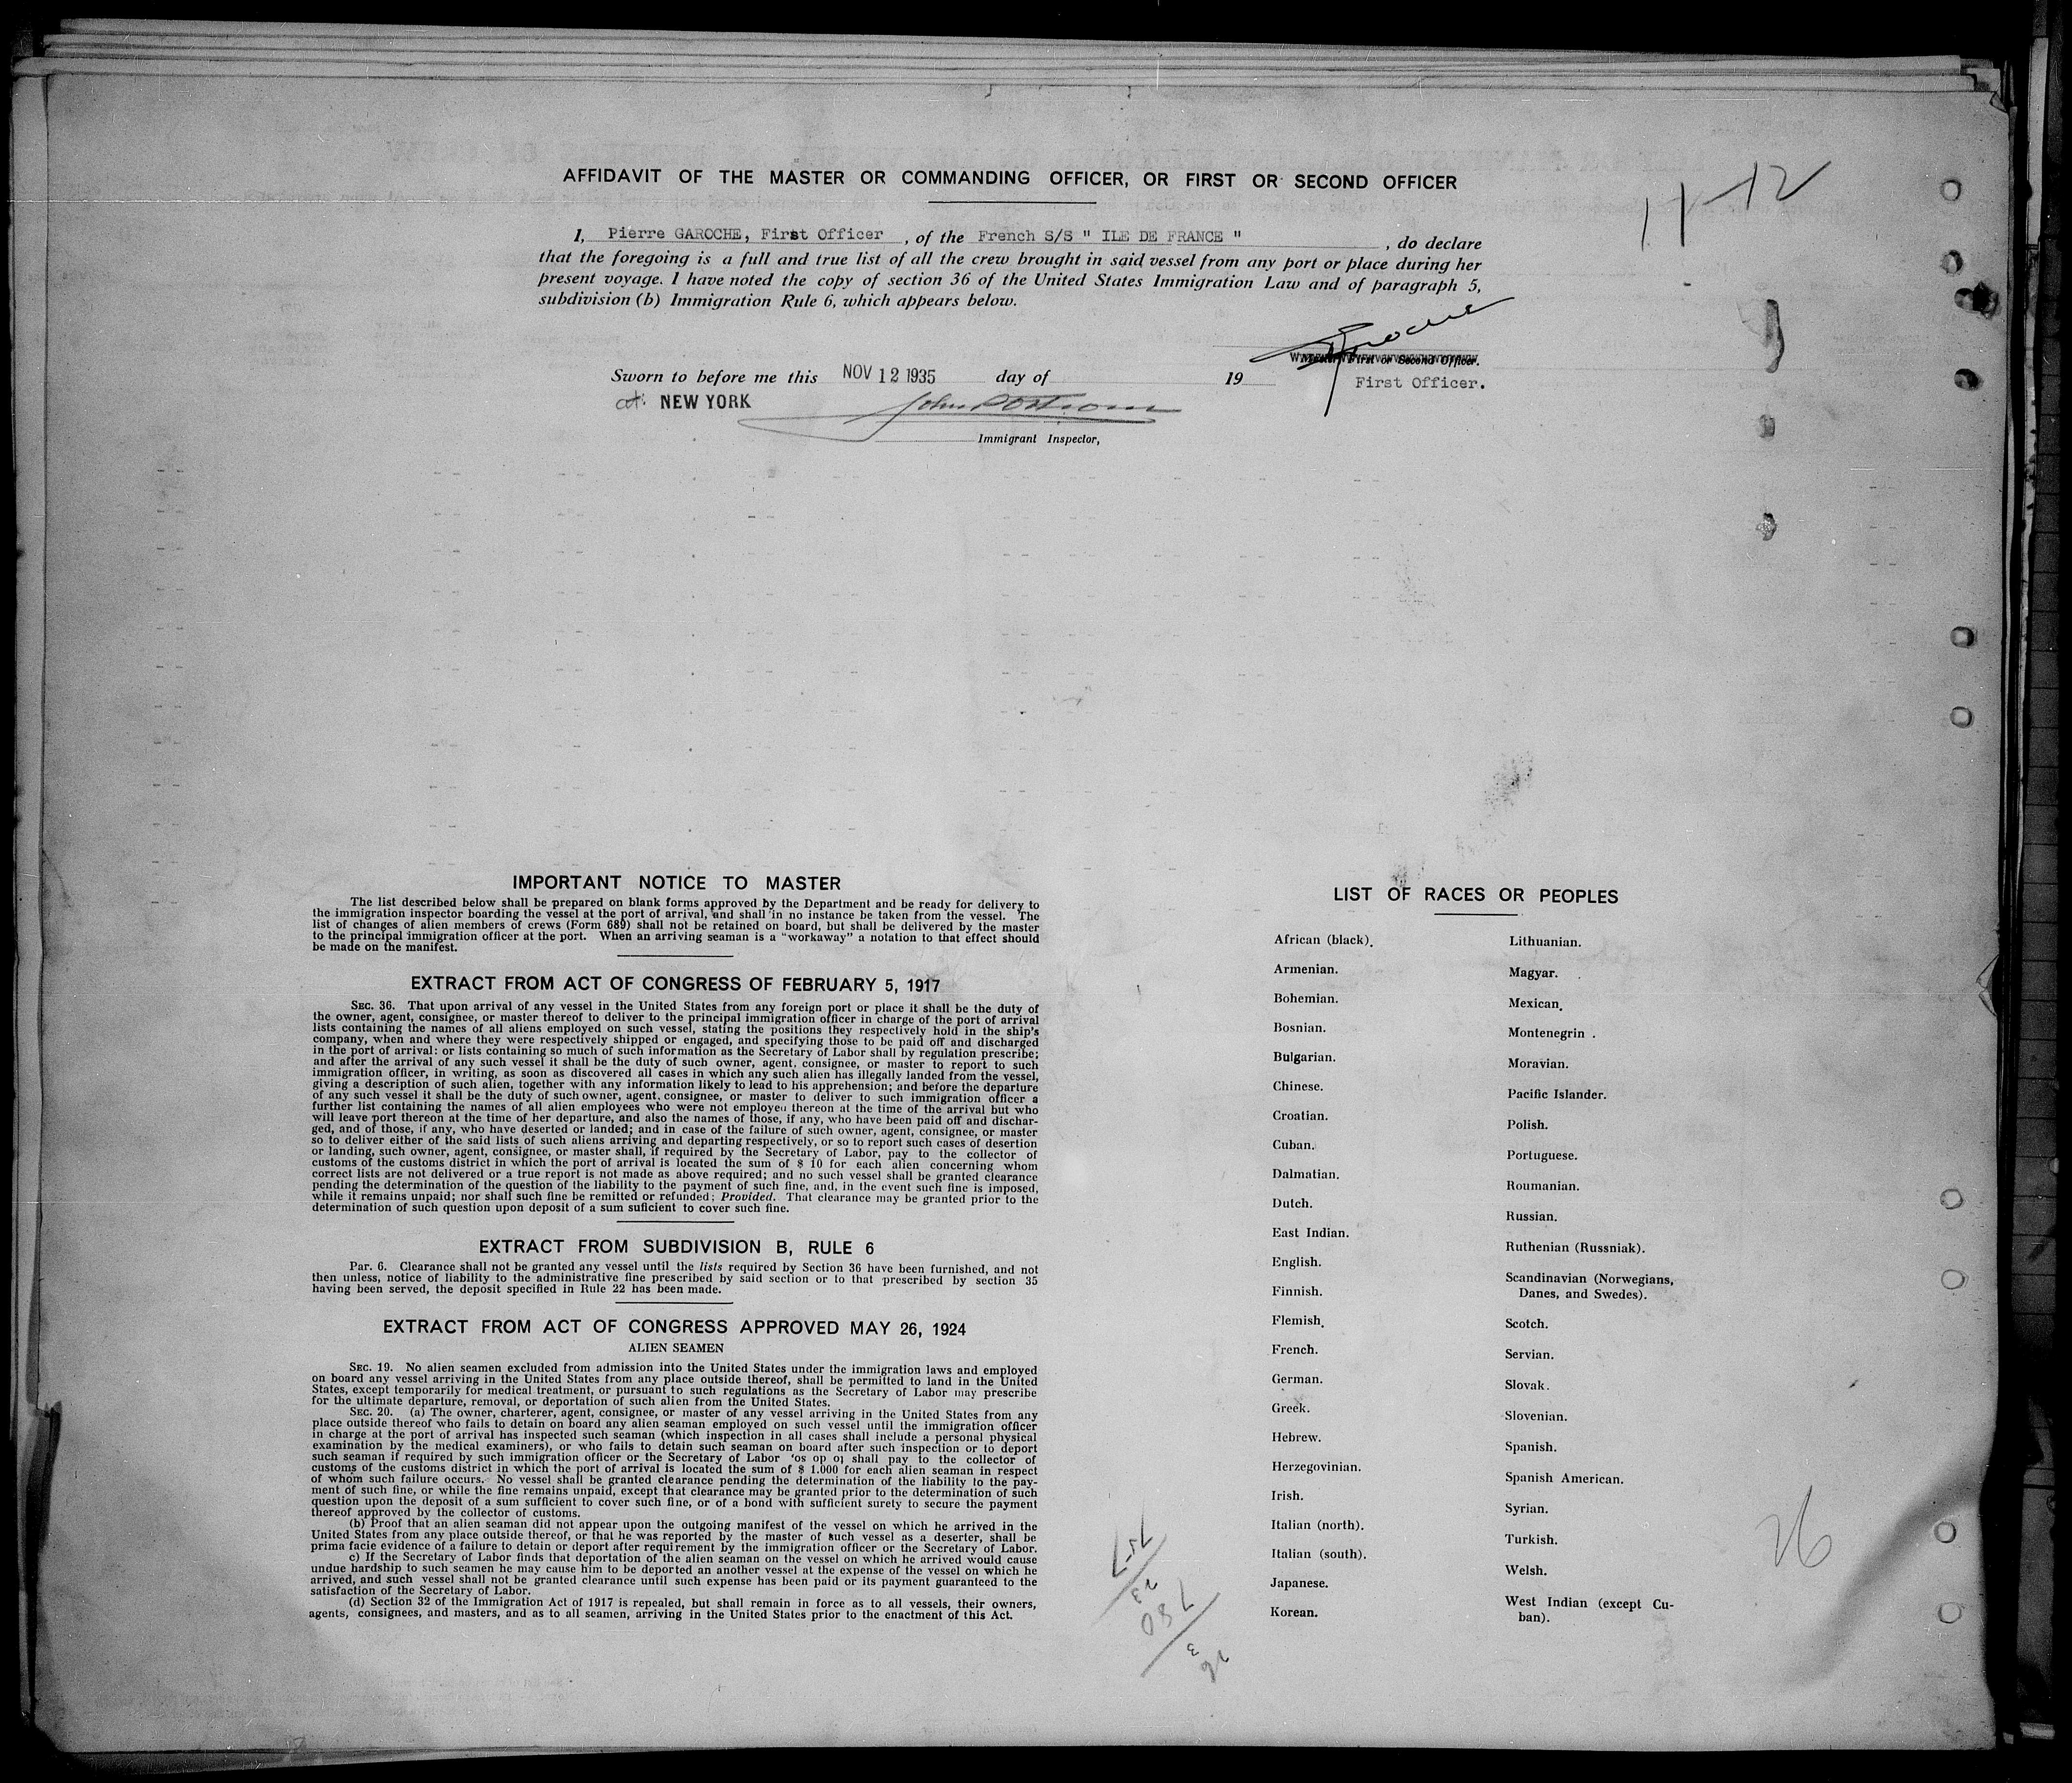 AFFIDAVIT OF THE MASTER OR COMMANDING OFFICER, OR FIRST OR SECOND OFFICER
11-12
I, Pierre GAROCHE, First Officer , of the French S/S " ILE DE FRANCE " , do declare
that the foregoing is a full and true list of all the crew brought in said vessel from any port or place during her
present voyage. I have noted the copy of section 36 of the United States Immigration Law and of paragraph 5,
subdivision (b) Immigration Rule 6, which appears below.
Master First or Second Officer.
Sworn to before me this NOV 12 1935 day of 19
First Officer.
at: NEW YORK
Immigrant Inspector,
IMPORTANT NOTICE TO MASTER
The list described below shall be prepared on blank forms approved by the Department and be ready for delivery to
the immigration inspector boarding the vessel at the port of arrival, and shall in no instance be taken from the vessel. The
list of changes of alien members of crews (Form 689) shall not be retained on board, but shall be delivered by the master
to the principal immigration officer at the port. When an arriving seaman is a "workaway" a notation to that effect should
be made on the manifest.
EXTRACT FROM ACT OF CONGRESS OF FEBRUARY 5, 1917
SEC. 36. That upon arrival of any vessel in the United States from any foreign port or place it shall be the duty of
the owner, agent, consignee, or master thereof to deliver to the principal immigration officer in charge of the port of arrival
lists containing the names of all aliens employed on such vessel, stating the positions they respectively hold in the ship's
company, when and where they were respectively shipped or engaged, and specifying those to be paid off and discharged
in the port of arrival: or lists containing so much of such information as the Secretary of Labor shall by regulation prescribe;
and after the arrival of any such vessel it shall be the duty of such owner, agent, consignee, or master to report to such
immigration officer, in writing, as soon as discovered all cases in which any such alien has illegally landed from the vessel,
giving a description of such alien, together with any information likely to lead to his apprehension; and before the departure
of any such vessel it shall be the duty of such owner, agent, consignee, or master to deliver to such immigration officer a
further list containing the names of all alien employees who were not employed thereon at the time of the arrival but who
will leave port thereon at the time of her departure, and also the names of those, if any, who have been paid off and dischar-
ged, and of those, if any, who have deserted or landed; and in case of the failure of such owner, agent, consignee, or master
so to deliver either of the said lists of such aliens arriving and departing respectively, or so to report such cases of desertion
or landing, such owner, agent, consignee, or master shall, if required by the Secretary of Labor, pay to the collector of
customs of the customs district in which the port of arrival is located the sum of $ 10 for each alien concerning whom
correct lists are not delivered or a true report is not made as above required; and no such vessel shall be granted clearance
pending the determination of the question of the liability to the payment of such fine, and, in the event such fine is imposed,
while it remains unpaid; nor shall such fine be remitted or refunded; Provided. That clearance may be granted prior to the
determination of such question upon deposit of a sum suficient to cover such fine.
EXTRACT FROM SUBDIVISION B, RULE 6
Par. 6. Clearance shall not be granted any vessel until the lists required by Section 36 have been furnished, and not
then unless, notice of liability to the administrative fine prescribed by said section or to that prescribed by section 35
having been served, the deposit specified in Rule 22 has been made.
EXTRACT FROM ACT OF CONGRESS APPROVED MAY 26, 1924
ALIEN SEAMEN
SEC. 19. No alien seamen excluded from admission into the United States under the immigration laws and employed
on board any vessel arriving in the United States from any place outside thereof, shall be permitted to land in the United
States, except temporarily for medical treatment, or pursuant to such regulations as the Secretary of Labor may prescribe
for the ultimate departure, removal, or deportation of such alien from the United States.
SEC. 20. (a) The owner, charterer, agent, consignee, or master of any vessel arriving in the United States from any
place outside thereof who fails to detain on board any alien seaman employed on such vessel until the immigration officer
in charge at the port of arrival has inspected such seaman (which inspection in all cases shall include a personal physical
examination by the medical examiners), or who fails to detain such seaman on board after such inspection or to deport
such seaman if required by such immigration officer or the Secretary of Labor 'os op oj shall pay to the collector of
customs of the customs district in which the port of arrival is located the sum of $ 1.000 for each alien seaman in respect
of whom such failure occurs. No vessel shall be granted clearance pending the determination of the liability to the pay-
ment of such fine, or while the fine remains unpaid, except that clearance may be granted prior to the determination of such
question upon the deposit of a sum sufficient to cover such fine, or of a bond with sufficient surety to secure the payment
thereof approved by the collector of customs.
(b) Proof that an alien seaman did not appear upon the outgoing manifest of the vessel on which he arrived in the
United States from any place outside thereof, or that he was reported by the master of such vessel as a deserter, shall be
prima facie evidence of a failure to detain or deport after requirement by the immigration officer or the Secretary of Labor.
c) If the Secretary of Labor finds that deportation of the alien seaman on the vessel on which he arrived would cause
undue hardship to such seamen he may cause him to be deported an another vessel at the expense of the vessel on which he
arrived, and such vessel shall not be granted clearance until such expense has been paid or its payment guaranteed to the
satisfaction of the Secretary of Labor.
(d) Section 32 of the Immigration Act of 1917 is repealed, but shall remain in force as to all vessels, their owners,
agents, consignees, and masters, and as to all seamen, arriving in the United States prior to the enactment of this Act.
757
23
780
3
LIST OF RACES OR PEOPLES
African (black).
Armenian.
Bohemian.
Bosnian.
Bulgarian.
Chinese.
Croatian.
Cuban.
Dalmatian.
Dutch.
East Indian.
English.
Finnish.
Flemish.
French.
German.
Greek.
Hebrew.
Herzegovinian.
Irish.
Italian (north).
Italian (south).
Japanese.
Korean.
Lithuanian.
Magyar.
Mexican.
Montenegrin .
Moravian.
Pacific Islander.
Polish.
Portuguese.
Roumanian.
Russian.
Ruthenian (Russniak).
Scandinavian (Norwegians,
Danes, and Swedes).
Scotch.
Servian.
Slovak.
Slovenian.
Spanish.
Spanish American.
Syrian.
Turkish.
Welsh.
West Indian (except Cu-
ban).
26